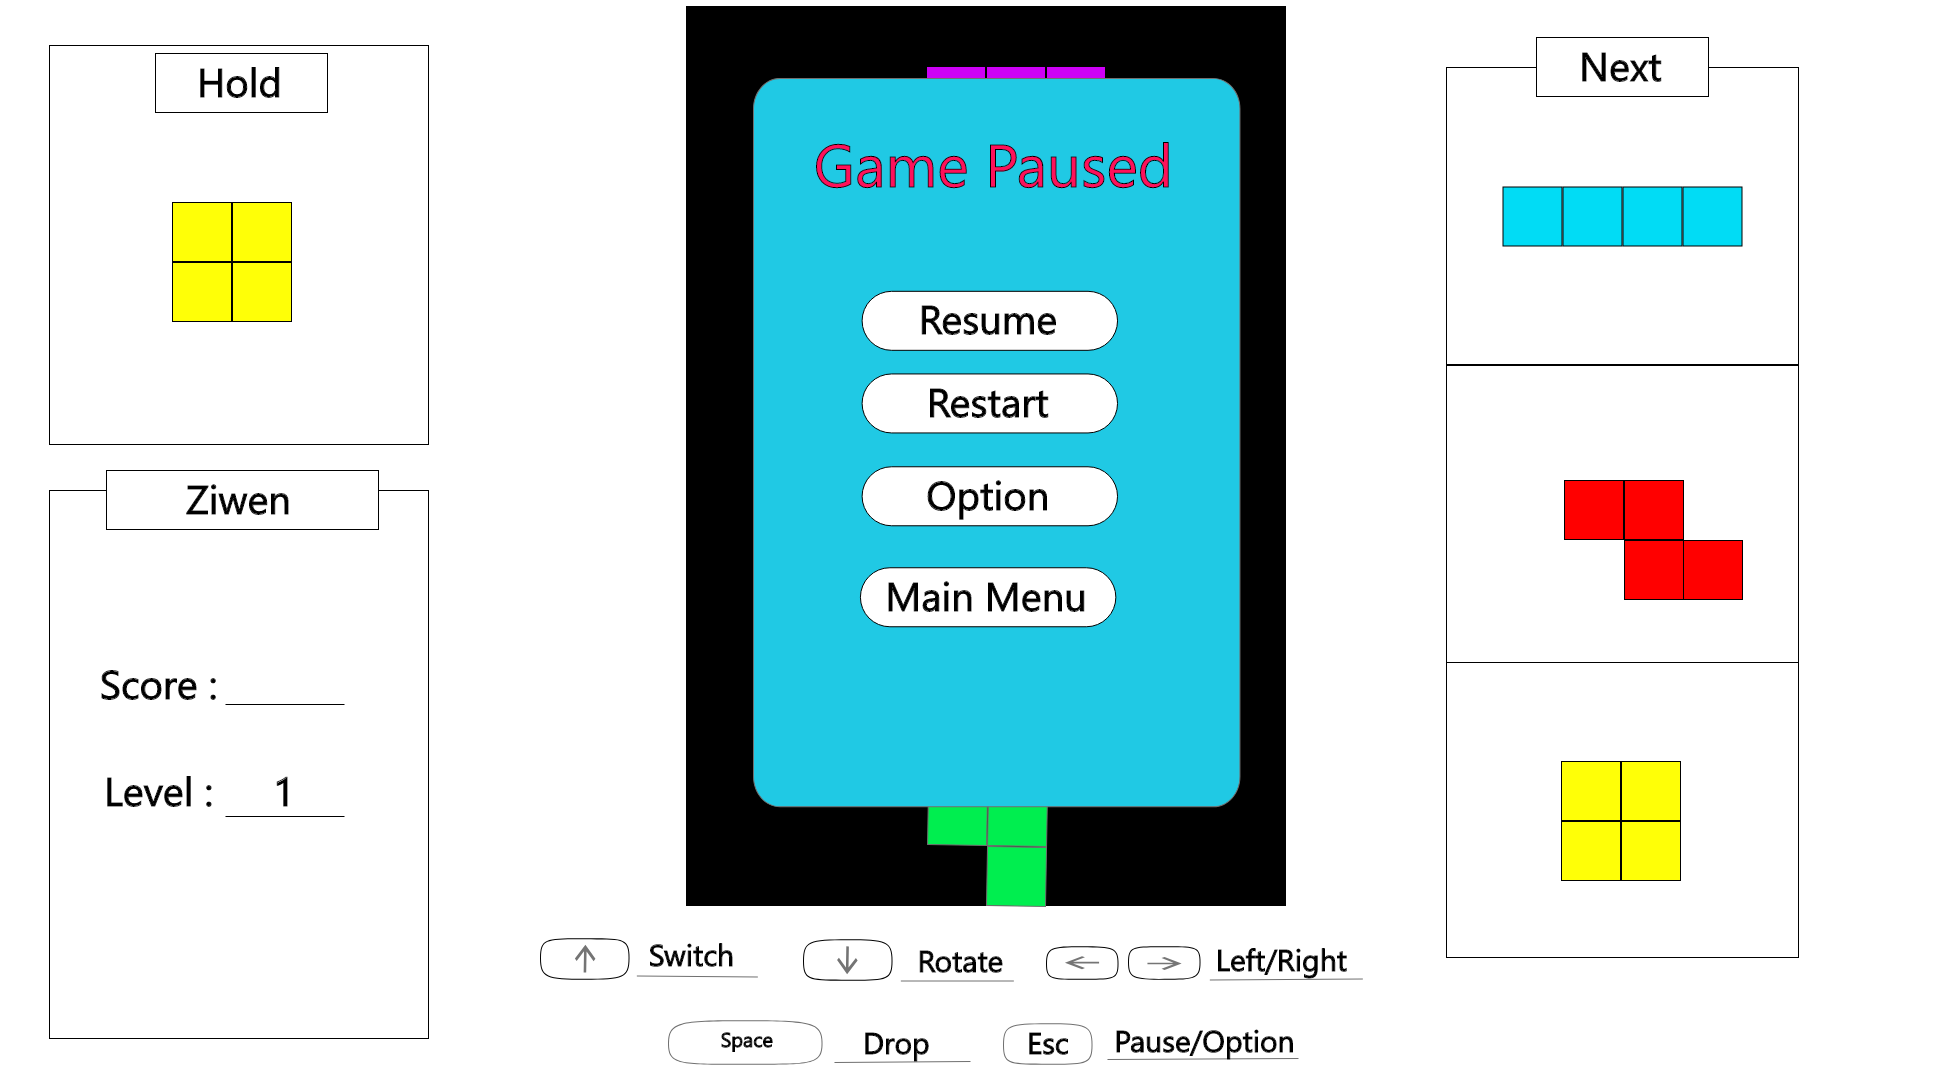 Hold
Ziwen
Score :
Level : 1
Game Paused
Resume
Restart
Option
Main Menu
Next
Switch
Rotate
Left/Right
Space
Drop
Esc
Pause/Option